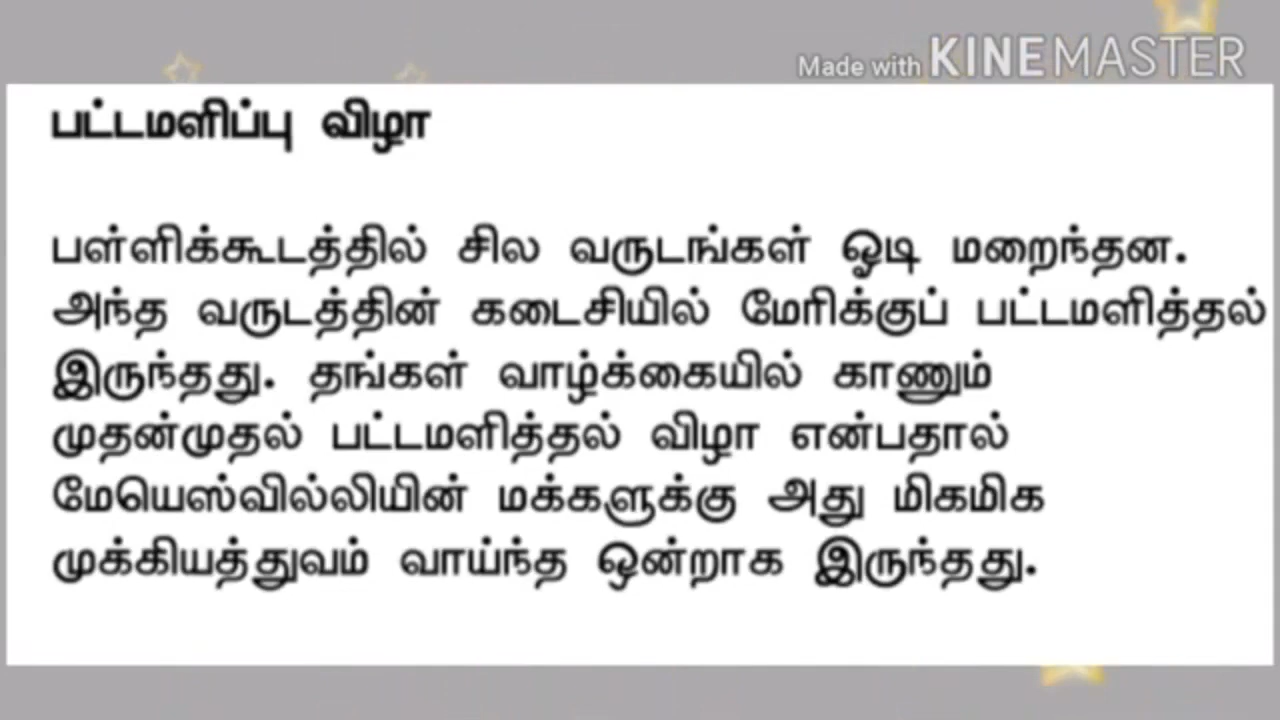 Made with KINEMASTER
பட்டமளிப்பு விழா
பள்ளிக்கூடத்தில் சில வருடங்கள் ஓடி மறைந்தன.
அந்த வருடத்தின் கடைசியில் மேரிக்குப் பட்டமளித்தல்
இருந்தது. தங்கள் வாழ்க்கையில் காணும்
முதன்முதல் பட்டமளித்தல் விழா என்பதால்
மேயெஸ்வில்லியின் மக்களுக்கு அது மிகமிக
முக்கியத்துவம் வாய்ந்த ஒன்றாக இருந்தது.